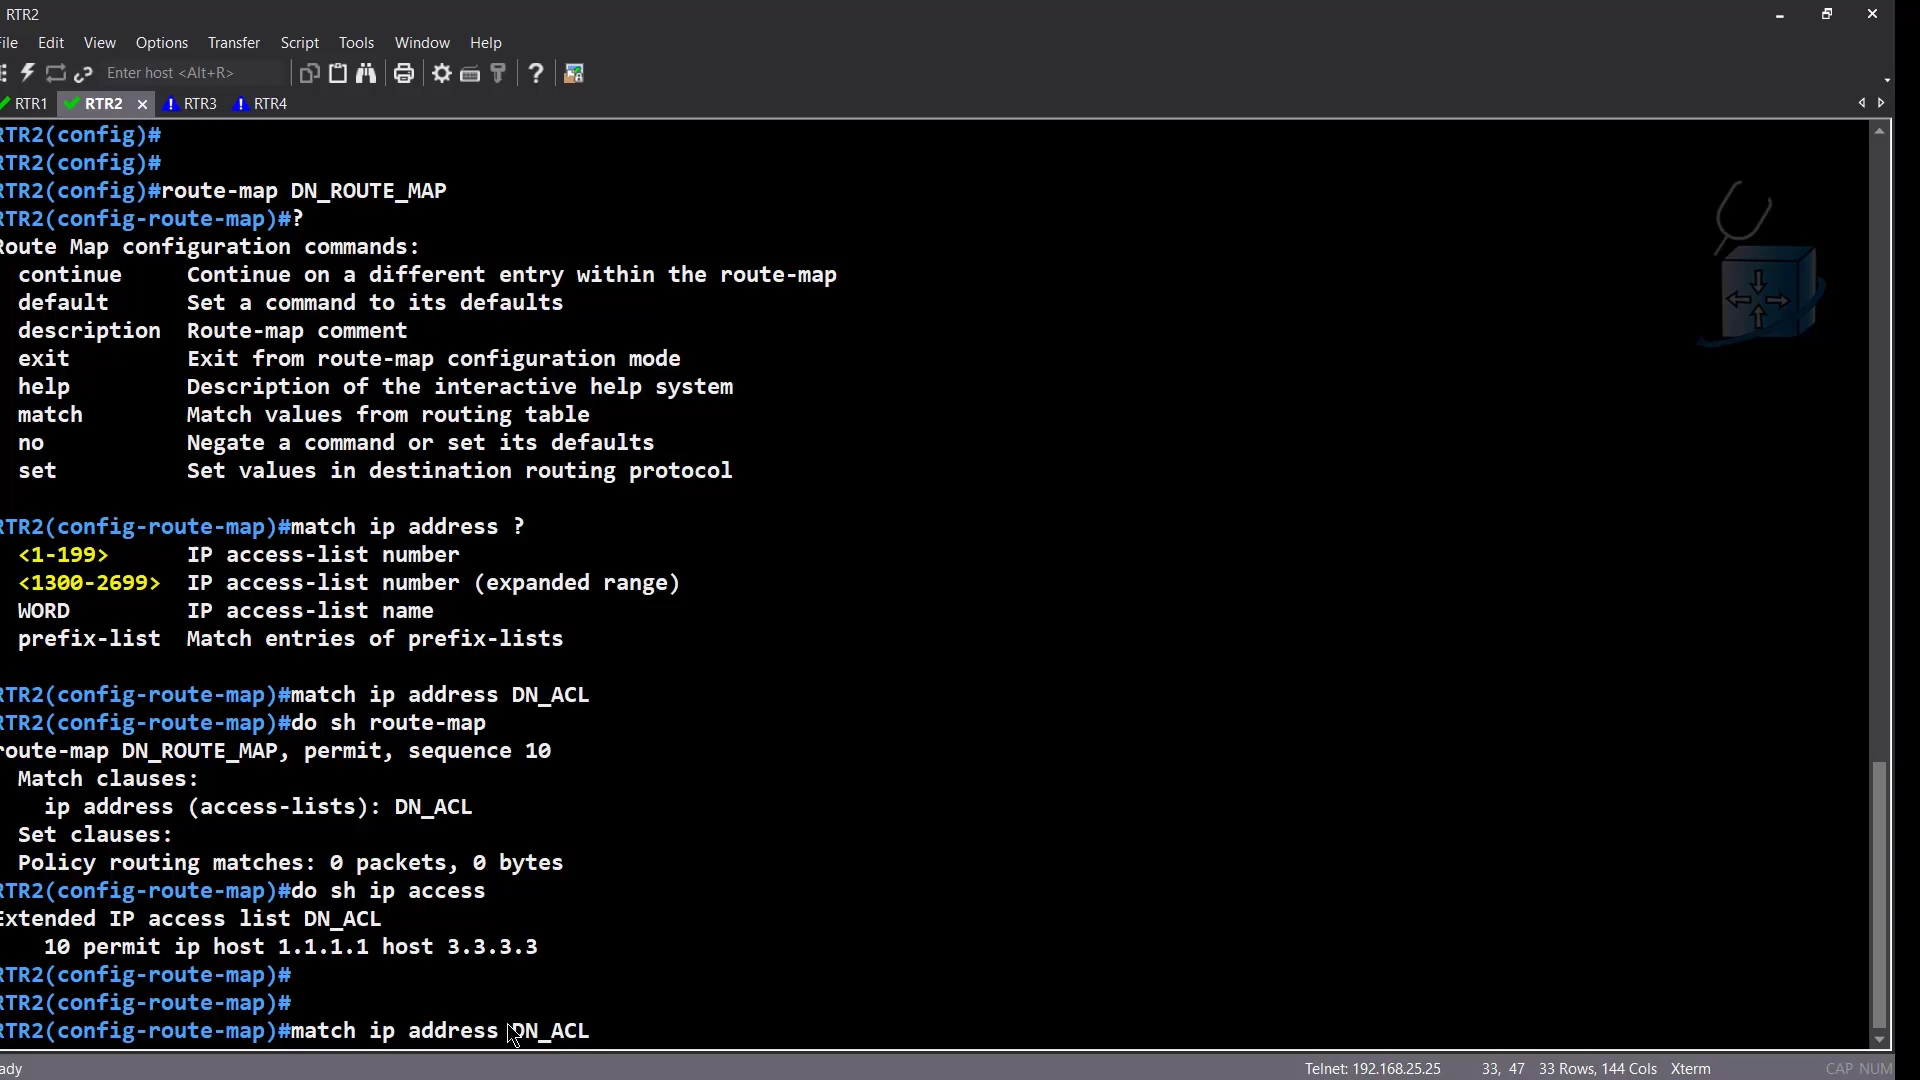 RTR2
File Edit View Options Transfer Script Tools Window Help
Enter host <Alt+R>
RTR1 RTR2 RTR3 RTR4
RTR2(config)#
RTR2(config)#
RTR2(config)#route-map DN_ROUTE_MAP
RTR2(config-route-map)#?
Route Map configuration commands:
continue Continue on a different entry within the route-map
default Set a command to its defaults
description Route-map comment
exit Exit from route-map configuration mode
help Description of the interactive help system
match Match values from routing table
no Negate a command or set its defaults
set Set values in destination routing protocol
RTR2(config-route-map)#match ip address ?
<1-199> IP access-list number
<1300-2699> IP access-list number (expanded range)
WORD IP access-list name
prefix-list Match entries of prefix-lists
RTR2(config-route-map)#match ip address DN_ACL
RTR2(config-route-map)#do sh route-map
route-map DN_ROUTE_MAP, permit, sequence 10
Match clauses:
ip address (access-lists): DN_ACL
Set clauses:
Policy routing matches: 0 packets, 0 bytes
RTR2(config-route-map)#do sh ip access
Extended IP access list DN_ACL
10 permit ip host 1.1.1.1 host 3.3.3.3
RTR2(config-route-map)#
RTR2(config-route-map)#
RTR2(config-route-map)#match ip address DN_ACL
ady Telnet: 192.168.25.25 33, 47 33 Rows, 144 Cols Xterm CAP NUM